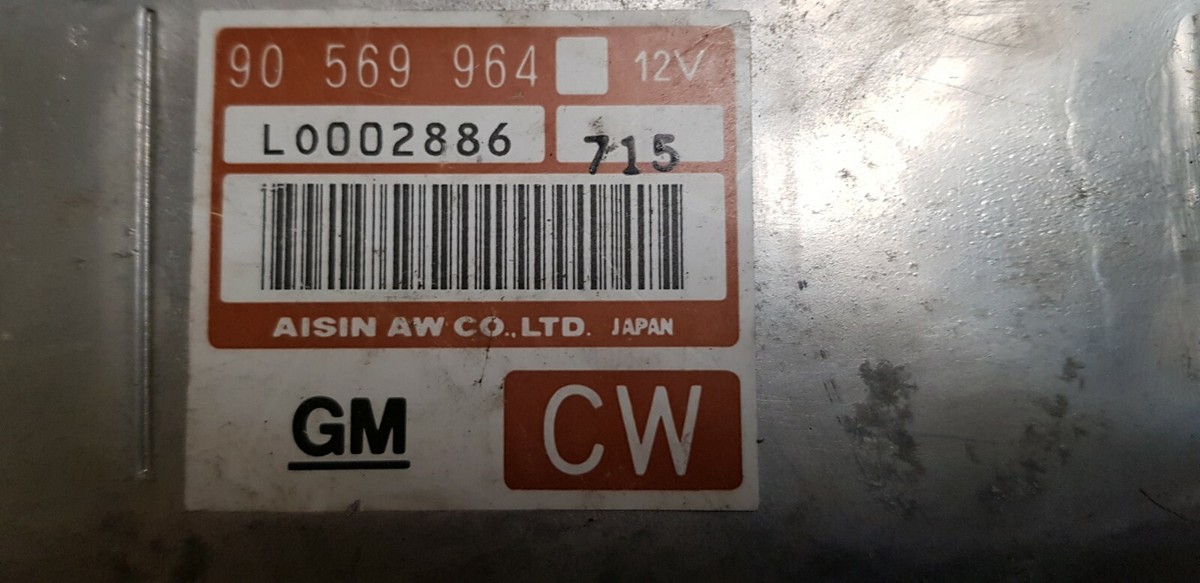 90 569 964 12V
L0002886 715
AISIN AW CO.,LTD. JAPAN
GM CW